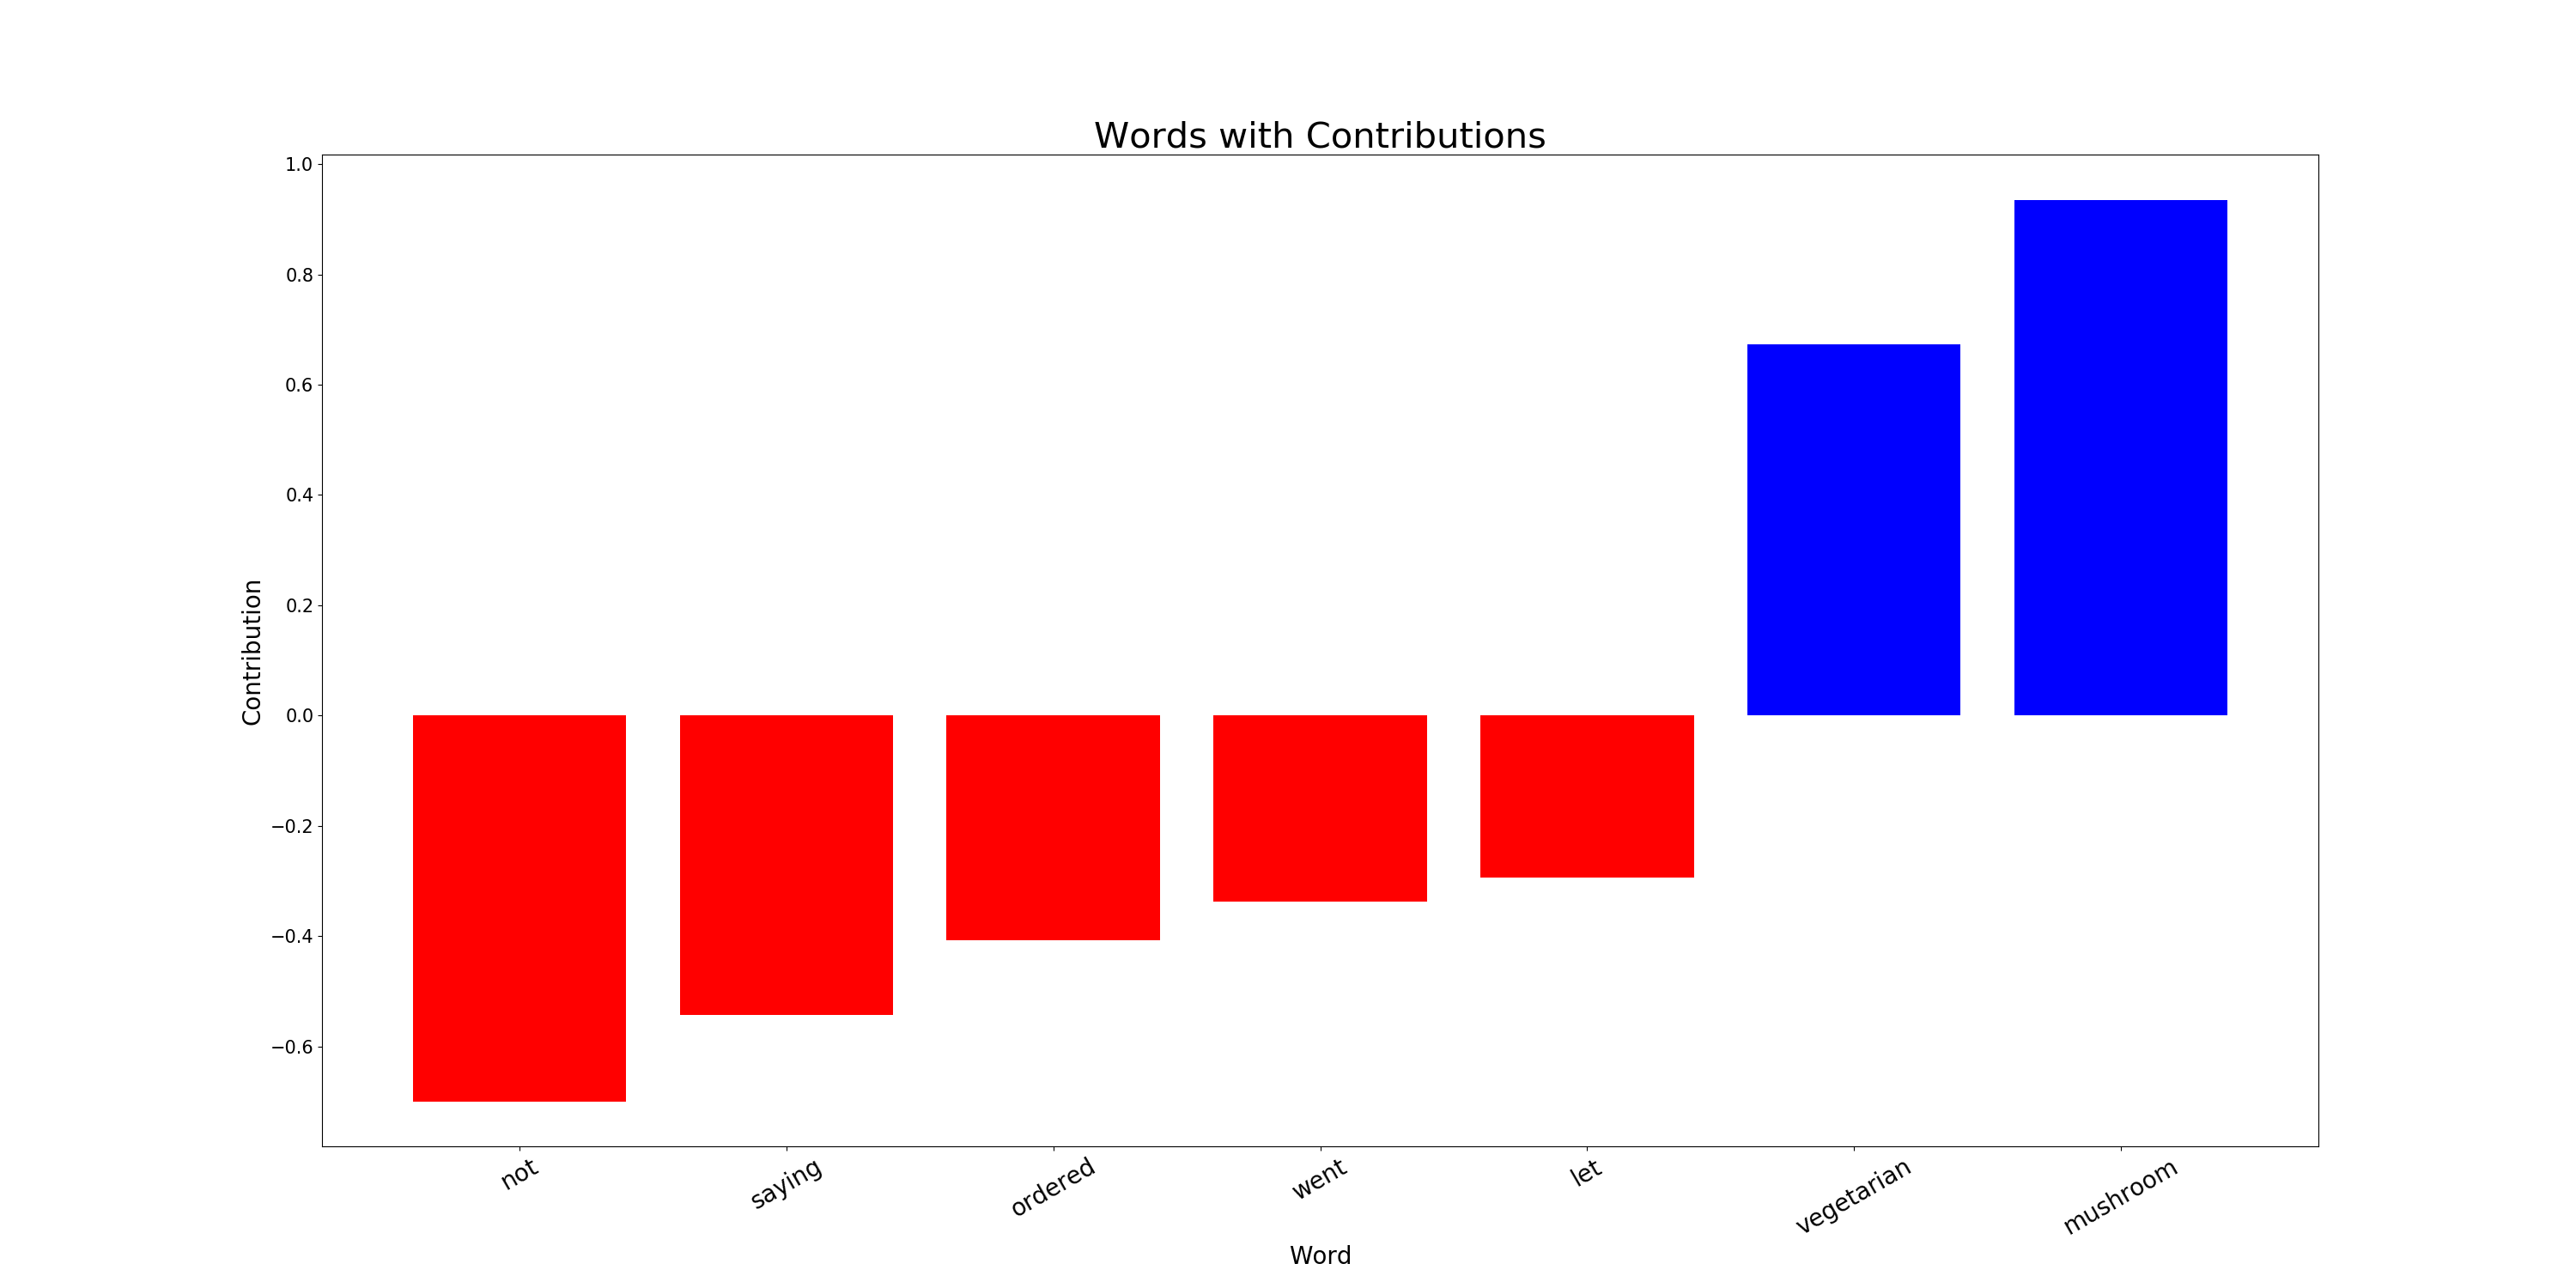 Words with Contributions
1.0
0.8
0.6
0.4
0.2
0.0
−0.2
−0.4
−0.6
Contribution
not
saying
ordered
went
let
vegetarian
mushroom
Word